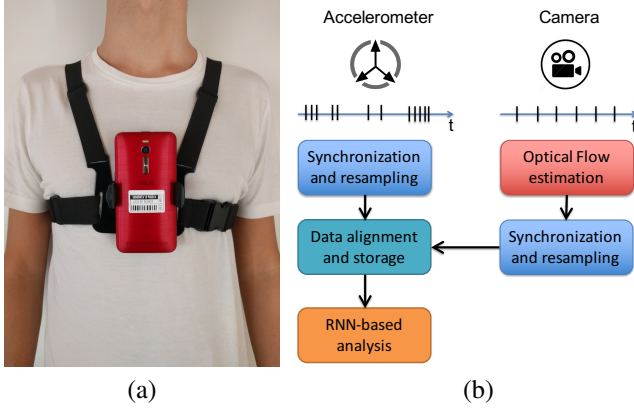 Accelerometer
Camera
t
t
Synchronization
and resampling
Optical Flow
estimation
Data alignment
and storage
Synchronization
and resampling
RNN-based
analysis
(a)
(b)